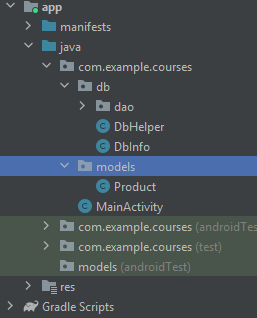 app
manifests
java
com.example.courses
db
dao
DbHelper
DbInfo
models
Product
MainActivity
com.example.courses (androidTes
com.example.courses (test)
models (androidTest)
res
Gradle Scripts